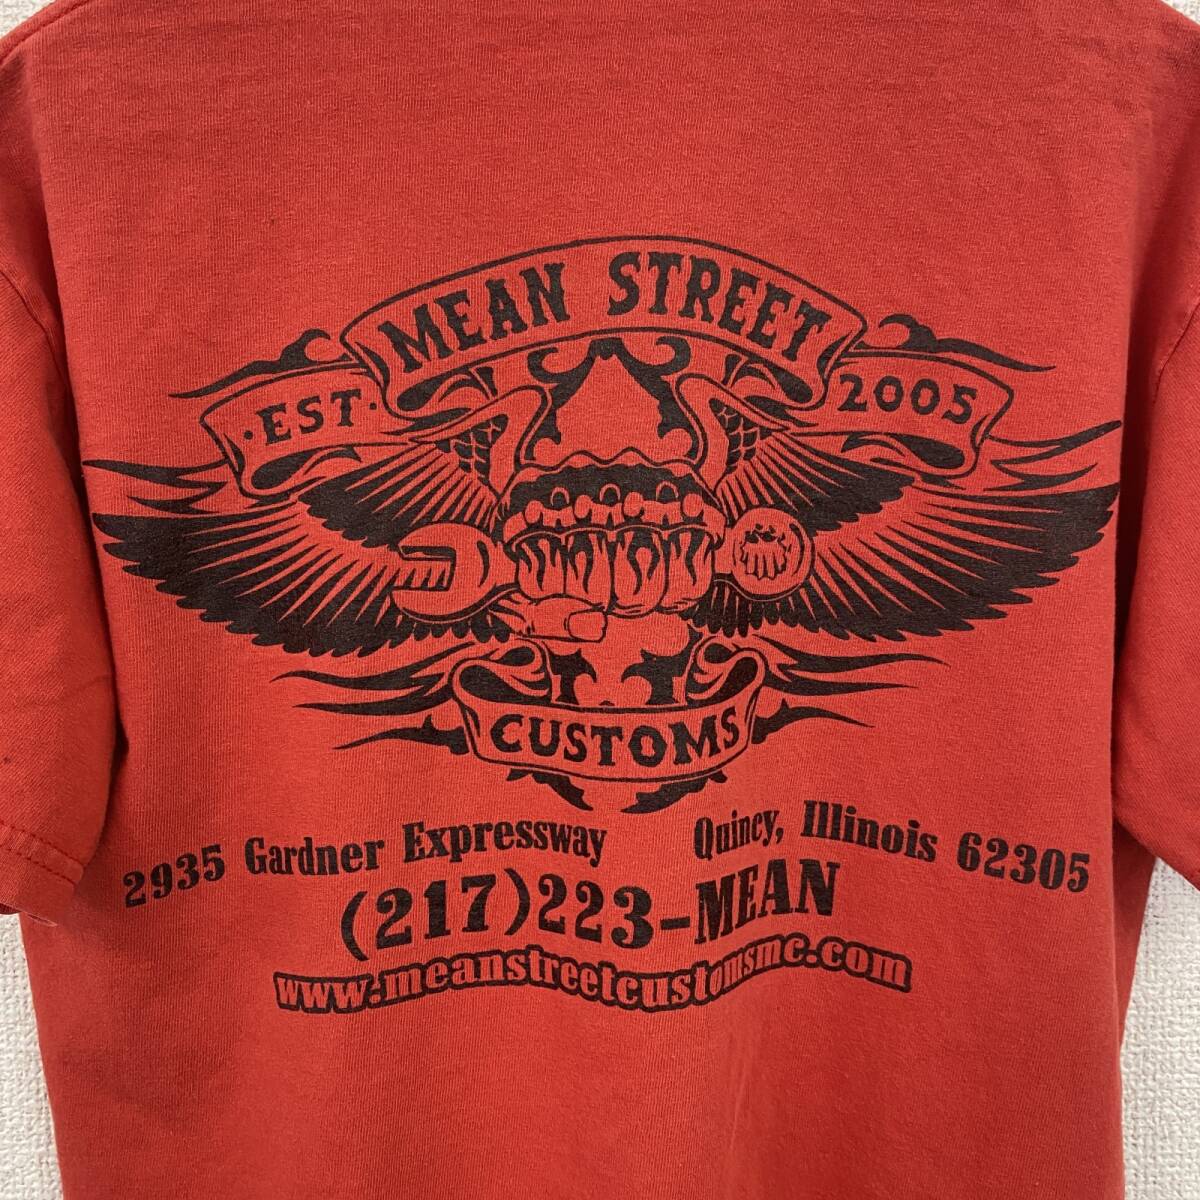 MEAN STREET
·EST· 2005
CUSTOMS
2935 Gardner Expressway Quincy, Illinois 62305
(217)223-MEAN
www.meanstreetcustomsmc.com